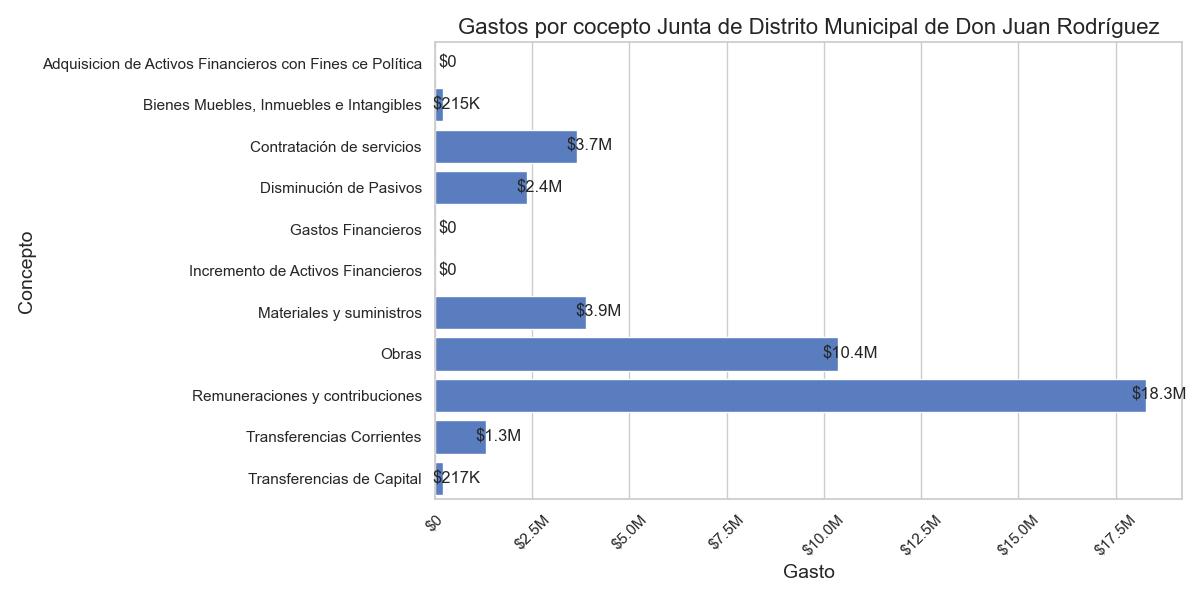 Gastos por cocepto Junta de Distrito Municipal de Don Juan Rodríguez
Concepto
Adquisicion de Activos Financieros con Fines ce Política $0
Bienes Muebles, Inmuebles e Intangibles $215K
Contratación de servicios $3.7M
Disminución de Pasivos $2.4M
Gastos Financieros $0
Incremento de Activos Financieros $0
Materiales y suministros $3.9M
Obras $10.4M
Remuneraciones y contribuciones $18.3M
Transferencias Corrientes $1.3M
Transferencias de Capital $217K
$0 $2.5M $5.0M $7.5M $10.0M $12.5M $15.0M $17.5M
Gasto